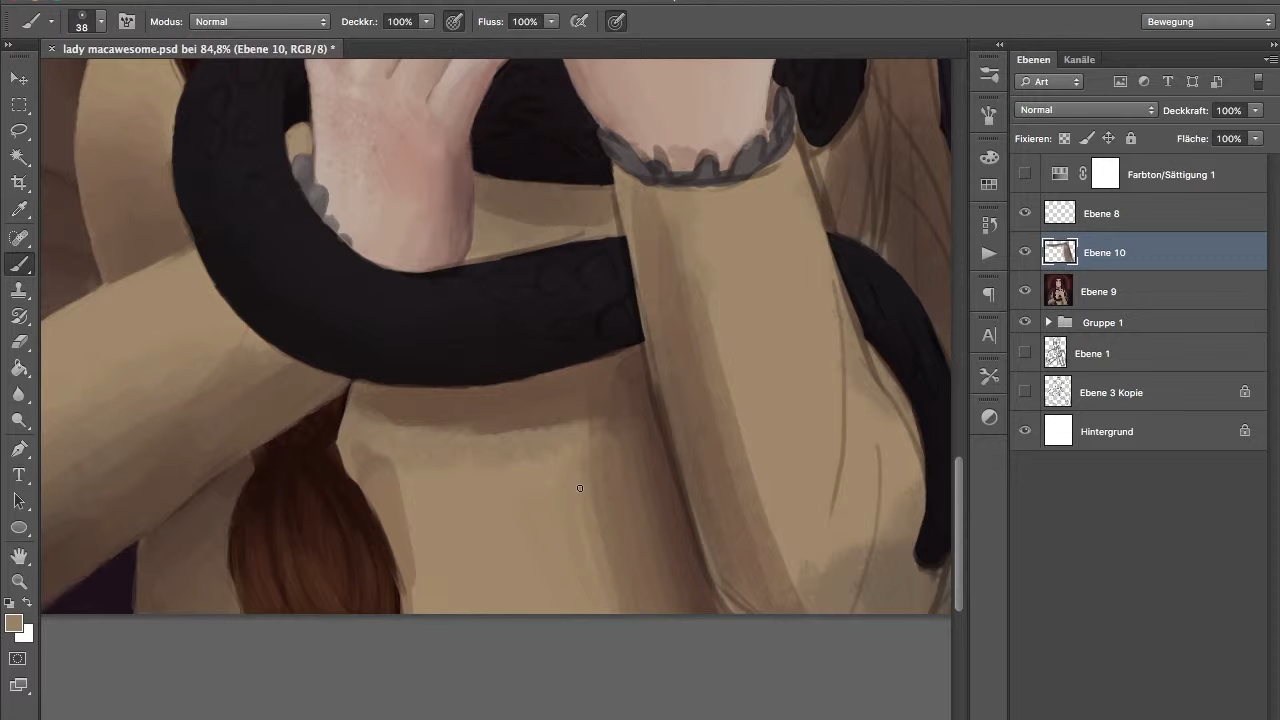 38 Modus: Normal Deckkr.: 100% Fluss: 100% Bewegung
× lady macawesome.psd bei 84,8% (Ebene 10, RGB/8) *
Ebenen Kanäle
Art
Normal Deckkraft: 100%
Fixieren: Fläche: 100%
Farbton/Sättigung 1
Ebene 8
Ebene 10
Ebene 9
Gruppe 1
Ebene 1
Ebene 3 Kopie
Hintergrund